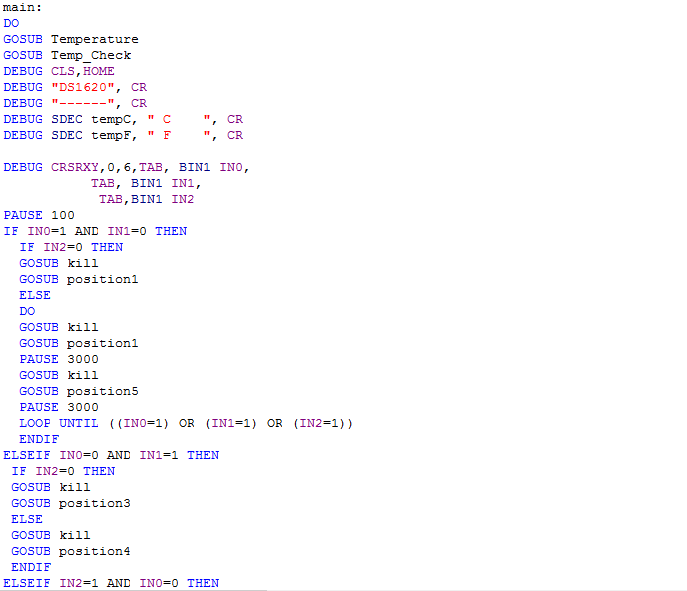 main:
DO
GOSUB Temperature
GOSUB Temp_Check
DEBUG CLS,HOME
DEBUG "DS1620", CR
DEBUG "------", CR
DEBUG SDEC tempC, " C    ", CR
DEBUG SDEC tempF, " F    ", CR
DEBUG CRSRXY,0,6,TAB, BIN1 IN0,
TAB, BIN1 IN1,
TAB,BIN1 IN2
PAUSE 100
IF IN0=1 AND IN1=0 THEN
IF IN2=0 THEN
GOSUB kill
GOSUB position1
ELSE
DO
GOSUB kill
GOSUB position1
PAUSE 3000
GOSUB kill
GOSUB position5
PAUSE 3000
LOOP UNTIL ((IN0=1) OR (IN1=1) OR (IN2=1))
ENDIF
ELSEIF IN0=0 AND IN1=1 THEN
IF IN2=0 THEN
GOSUB kill
GOSUB position3
ELSE
GOSUB kill
GOSUB position4
ENDIF
ELSEIF IN2=1 AND IN0=0 THEN